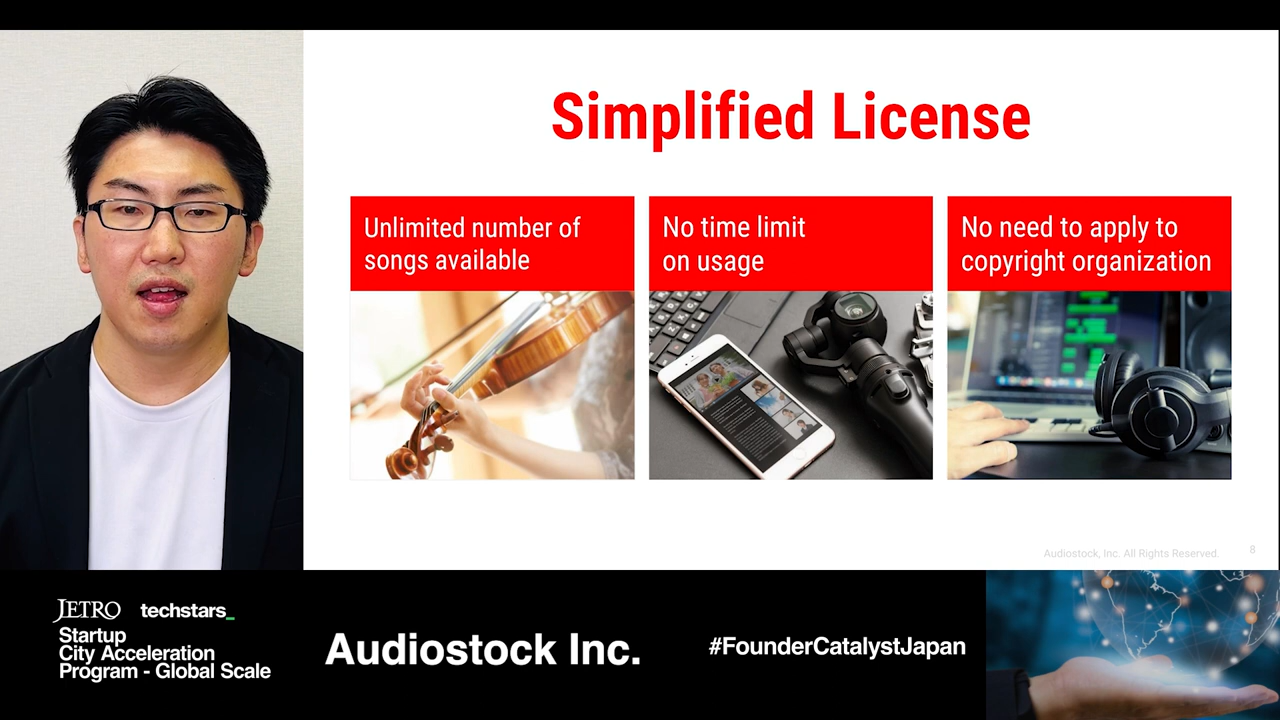 Simplified License
Unlimited number of
songs available
No time limit
on usage
No need to apply to
copyright organization
Audiostock, Inc. All Rights Reserved.
8
JETRO techstars_
Startup
City Acceleration
Program - Global Scale
Audiostock Inc.
#FounderCatalystJapan